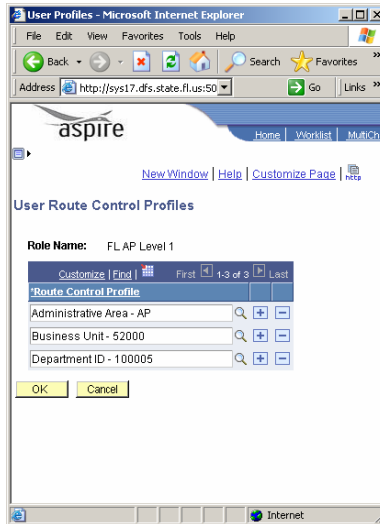 User Profiles - Microsoft Internet Explorer
File Edit View Favorites Tools Help
Back Search Favorites »
Address http://sys17.dfs.state.fl.us:50 Go Links »
aspire
Home Worklist MultiCh
New Window | Help | Customize Page | http
User Route Control Profiles
Role Name: FL AP Level 1
Customize | Find | First 1-3 of 3 Last
*Route Control Profile
Administrative Area - AP
Business Unit - 52000
Department ID - 100005
OK Cancel
Internet